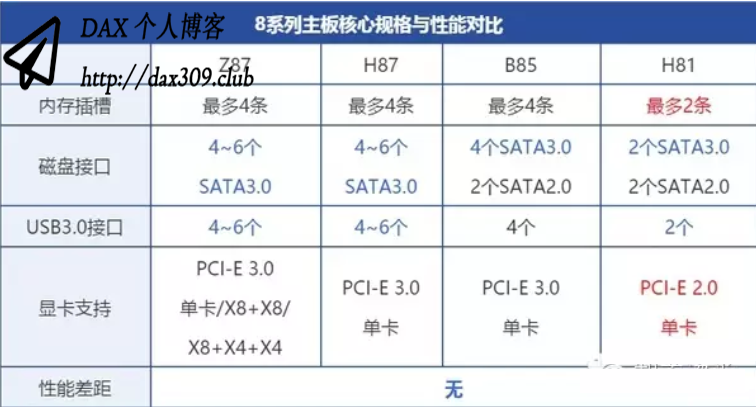 8系列主板核心规格与性能对比
DAX 个人博客
http://dax309.club
Z87 H87 B85 H81
内存插槽 最多4条 最多4条 最多4条 最多2条
磁盘接口 4~6个 4~6个 4个SATA3.0 2个SATA3.0
SATA3.0 SATA3.0 2个SATA2.0 2个SATA2.0
USB3.0接口 4~6个 4~6个 4个 2个
显卡支持 PCI-E 3.0 PCI-E 3.0 PCI-E 3.0 PCI-E 2.0
单卡/X8+X8/ 单卡 单卡 单卡
X8+X4+X4
性能差距 无